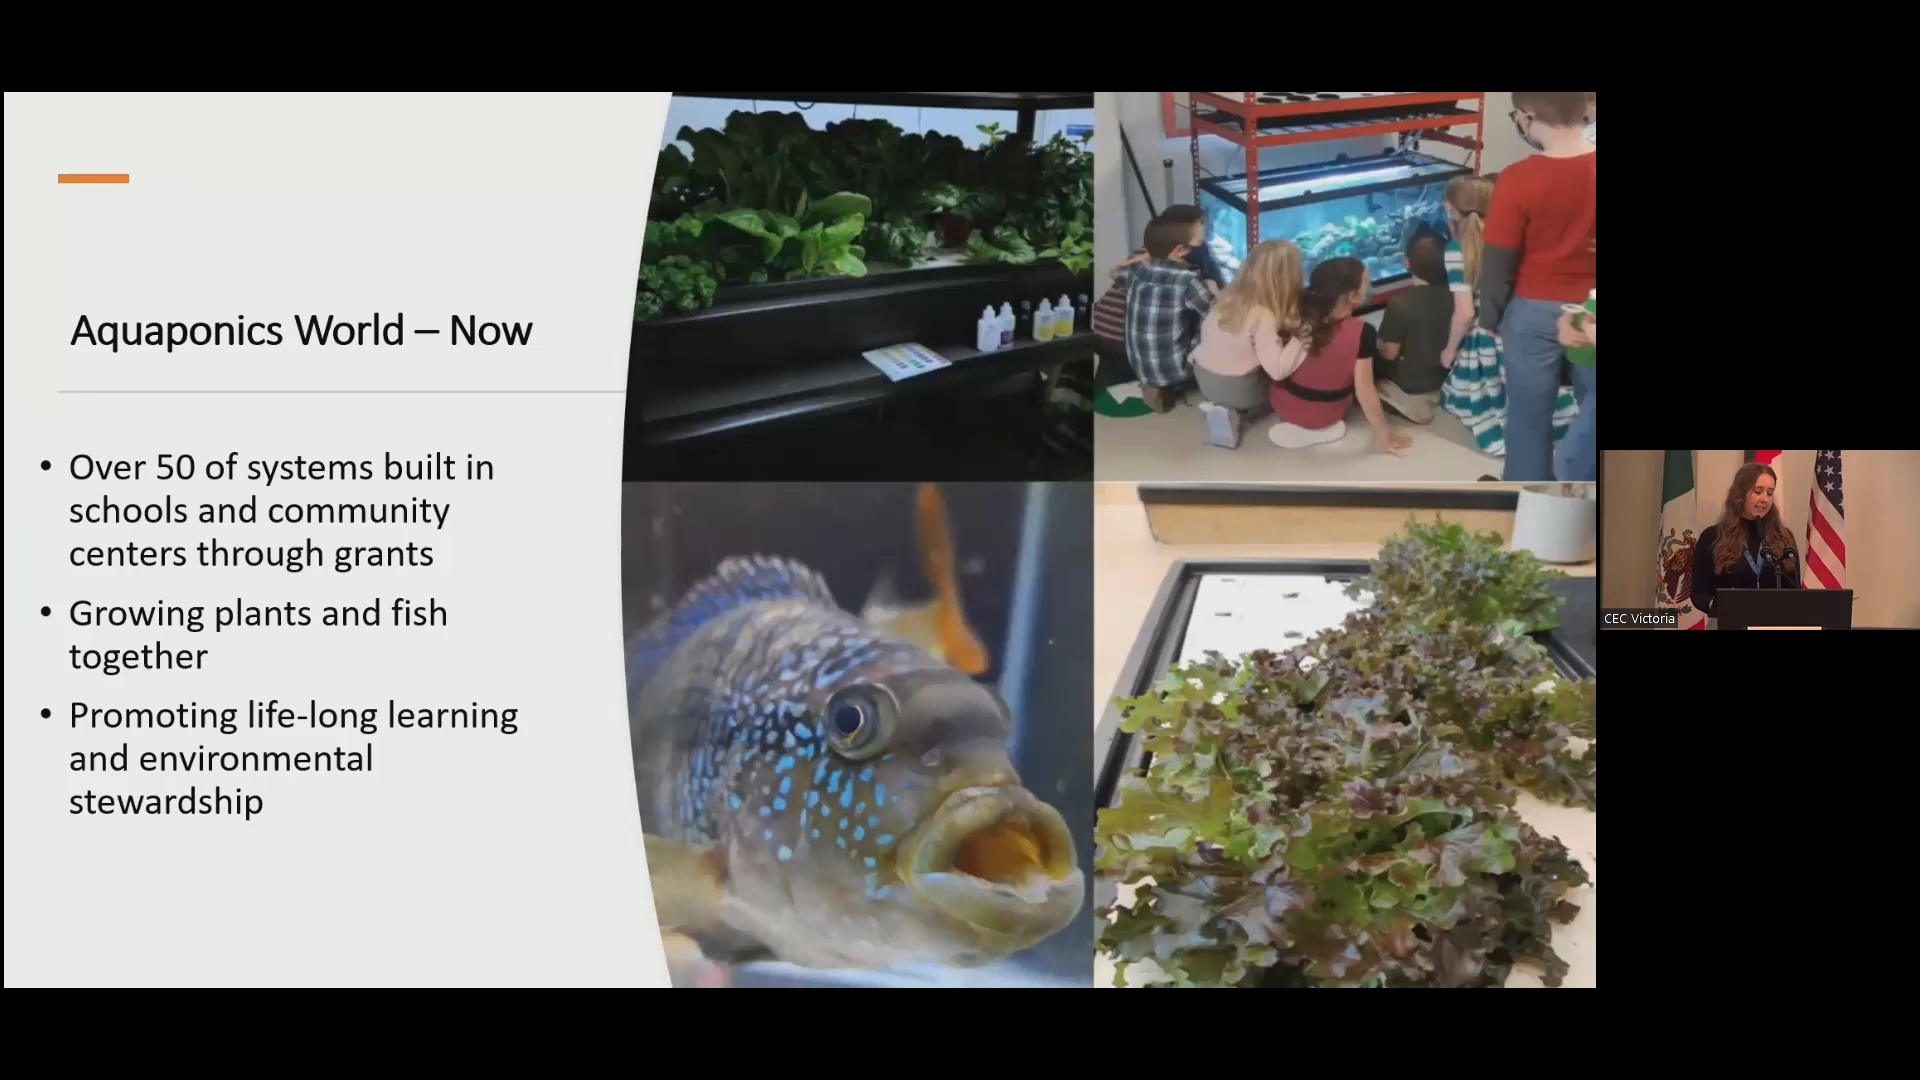 Aquaponics World – Now
• Over 50 of systems built in
schools and community
centers through grants
• Growing plants and fish
together
• Promoting life-long learning
and environmental
stewardship
CEC Victoria